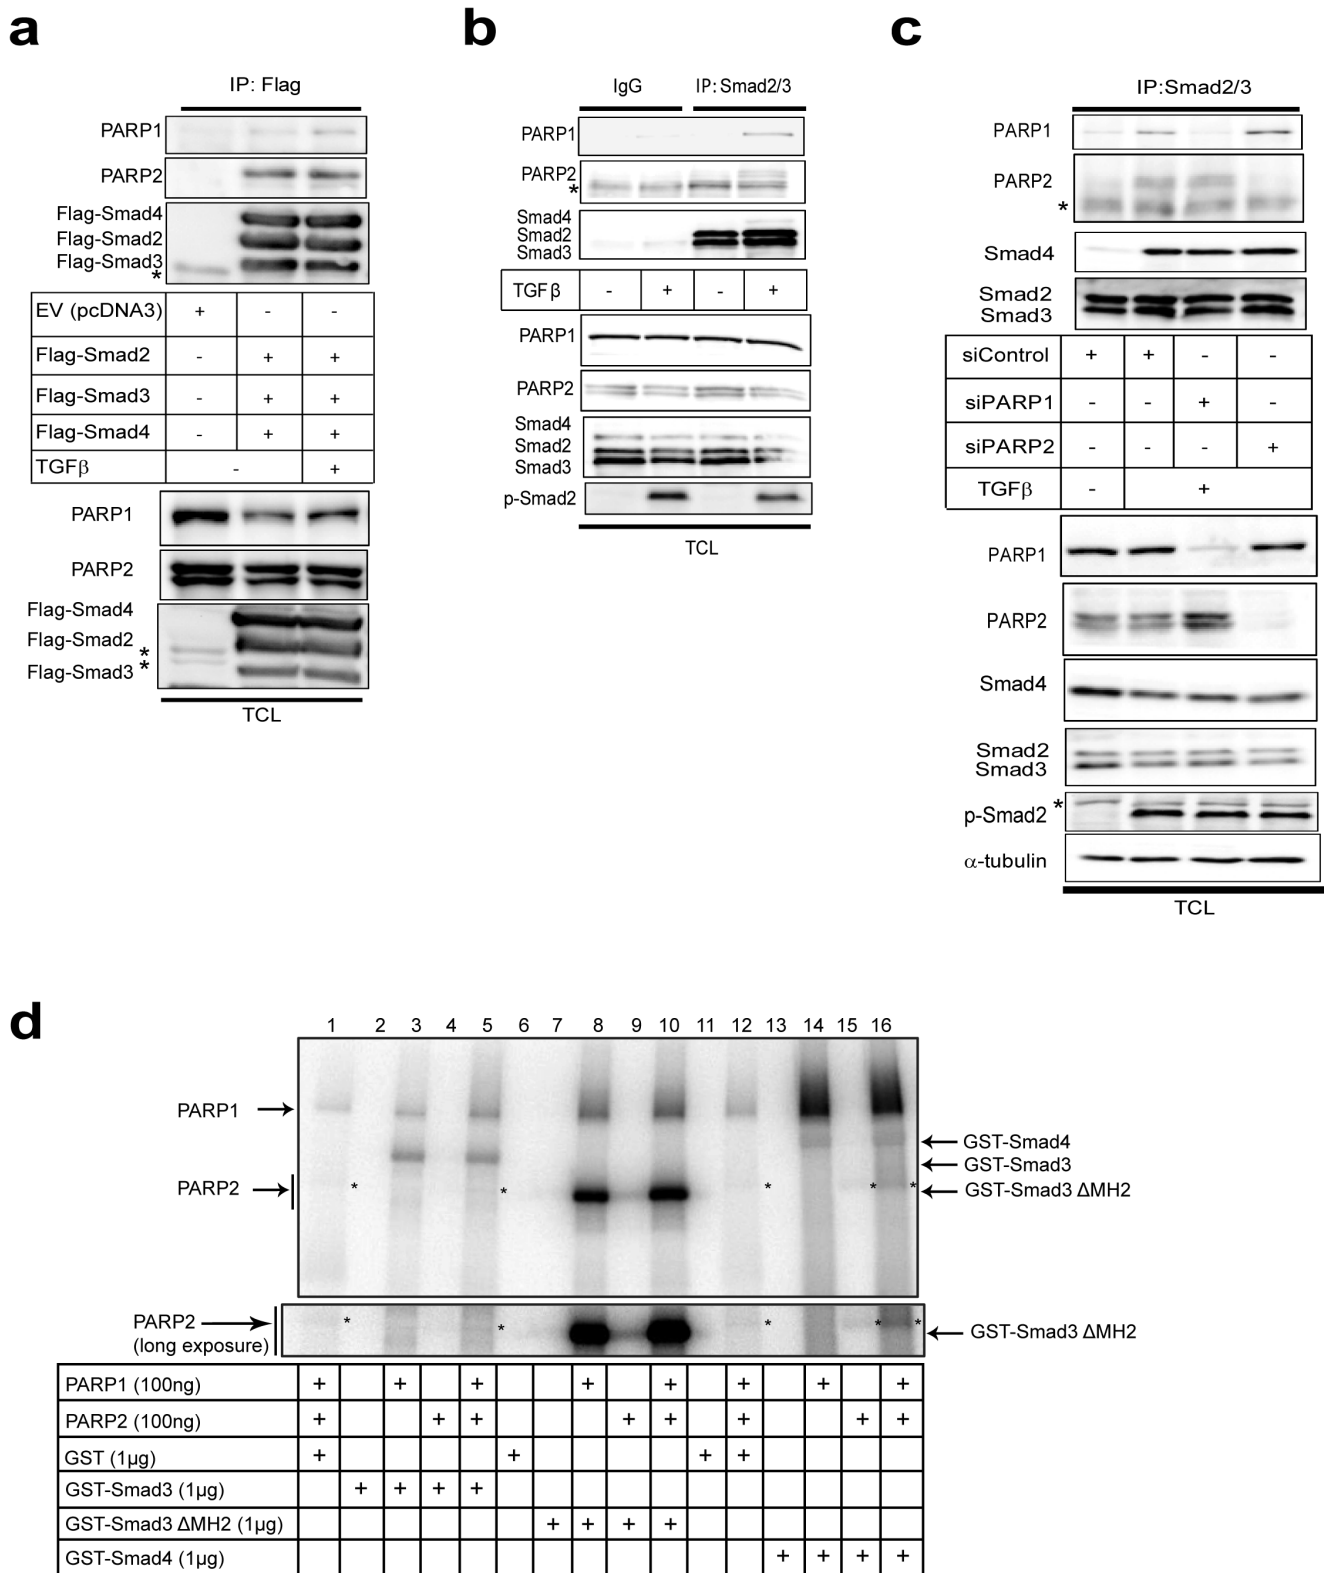 a
IP: Flag
PARP1
PARP2
Flag-Smad4
Flag-Smad2
Flag-Smad3
*
EV (pcDNA3) + - -
Flag-Smad2 - + +
Flag-Smad3 - + +
Flag-Smad4 - + +
TGFβ - +
PARP1
PARP2
Flag-Smad4
Flag-Smad2
*
*
Flag-Smad3
TCL
b
IgG IP:Smad2/3
PARP1
PARP2
*
Smad4
Smad2
Smad3
TGFβ - + - +
PARP1
PARP2
Smad4
Smad2
Smad3
p-Smad2
TCL
c
IP:Smad2/3
PARP1
PARP2
*
Smad4
Smad2
Smad3
siControl + + - -
siPARP1 - - + -
siPARP2 - - - +
TGFβ - +
PARP1
PARP2
Smad4
Smad2
Smad3
*
p-Smad2
α-tubulin
TCL
d
1 2 3 4 5 6 7 8 9 10 11 12 13 14 15 16
PARP1
GST-Smad4
GST-Smad3
PARP2 * * * * * GST-Smad3 ΔMH2
PARP2 * * * * *
(long exposure) GST-Smad3 ΔMH2
PARP1 (100ng) + + + + + + + +
PARP2 (100ng) + + + + + + + +
GST (1µg) + + + +
GST-Smad3 (1µg) + + + +
GST-Smad3 ΔMH2 (1µg) + + + +
GST-Smad4 (1µg) + + + +